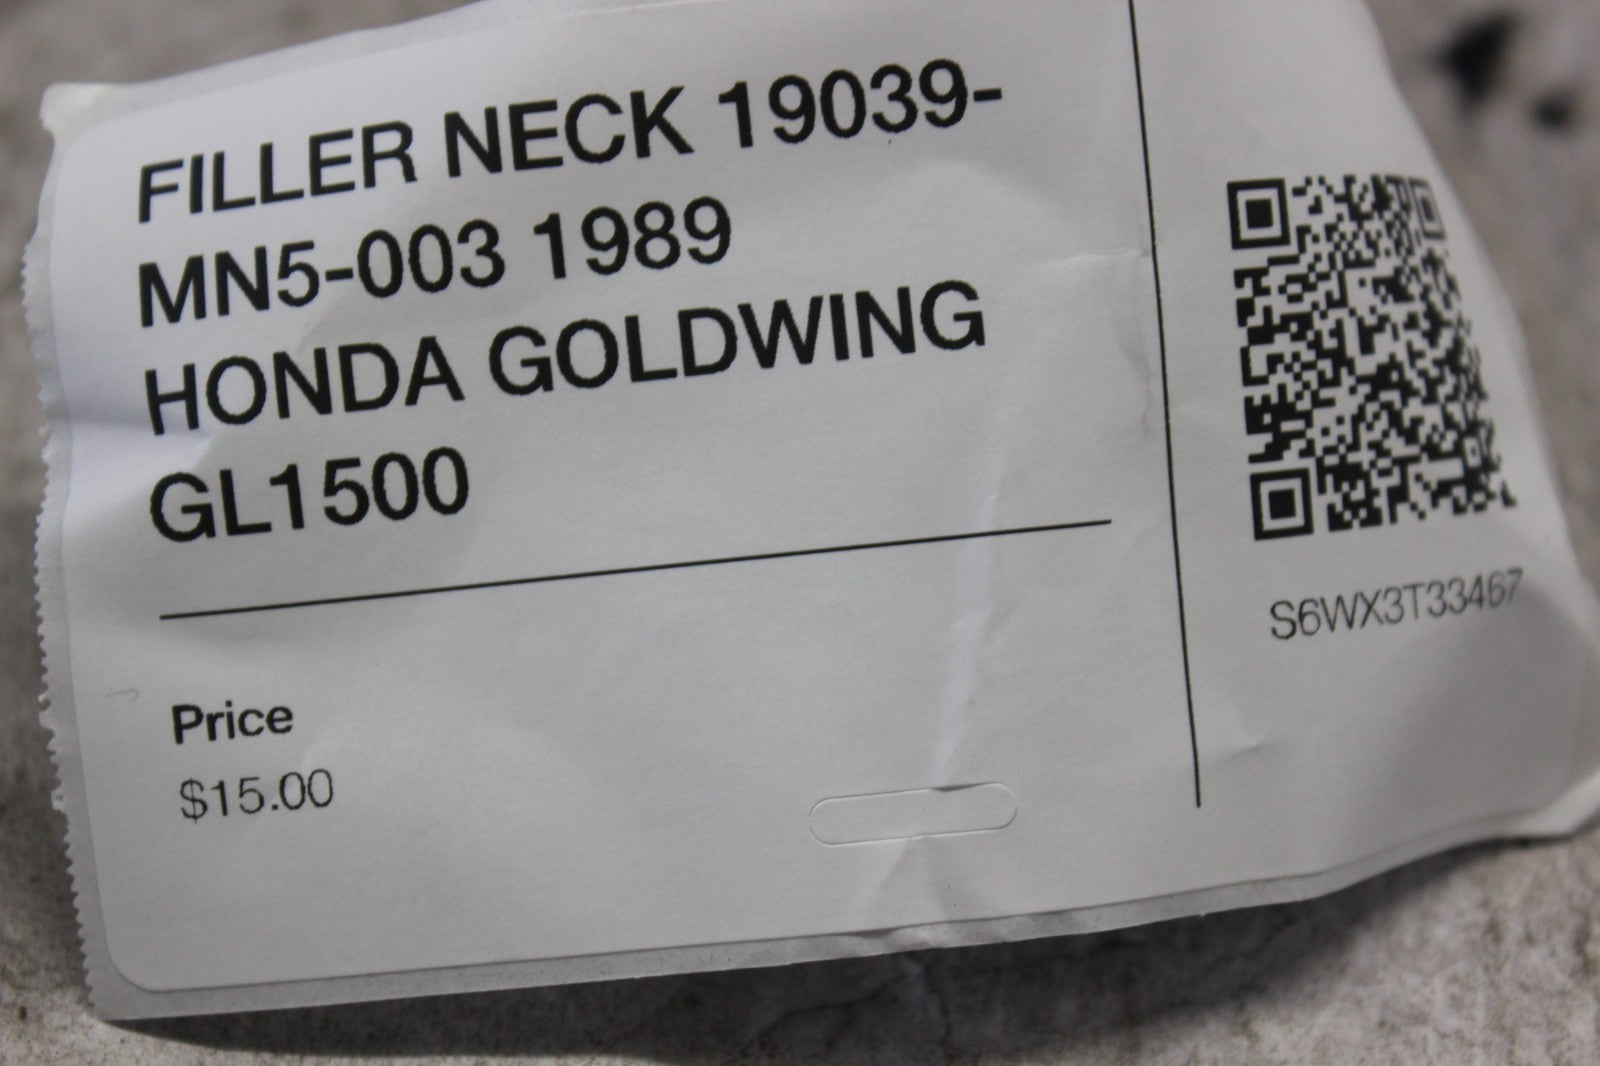 FILLER NECK 19039-
MN5-003 1989
HONDA GOLDWING
GL1500
Price
$15.00
S6WX3T33467